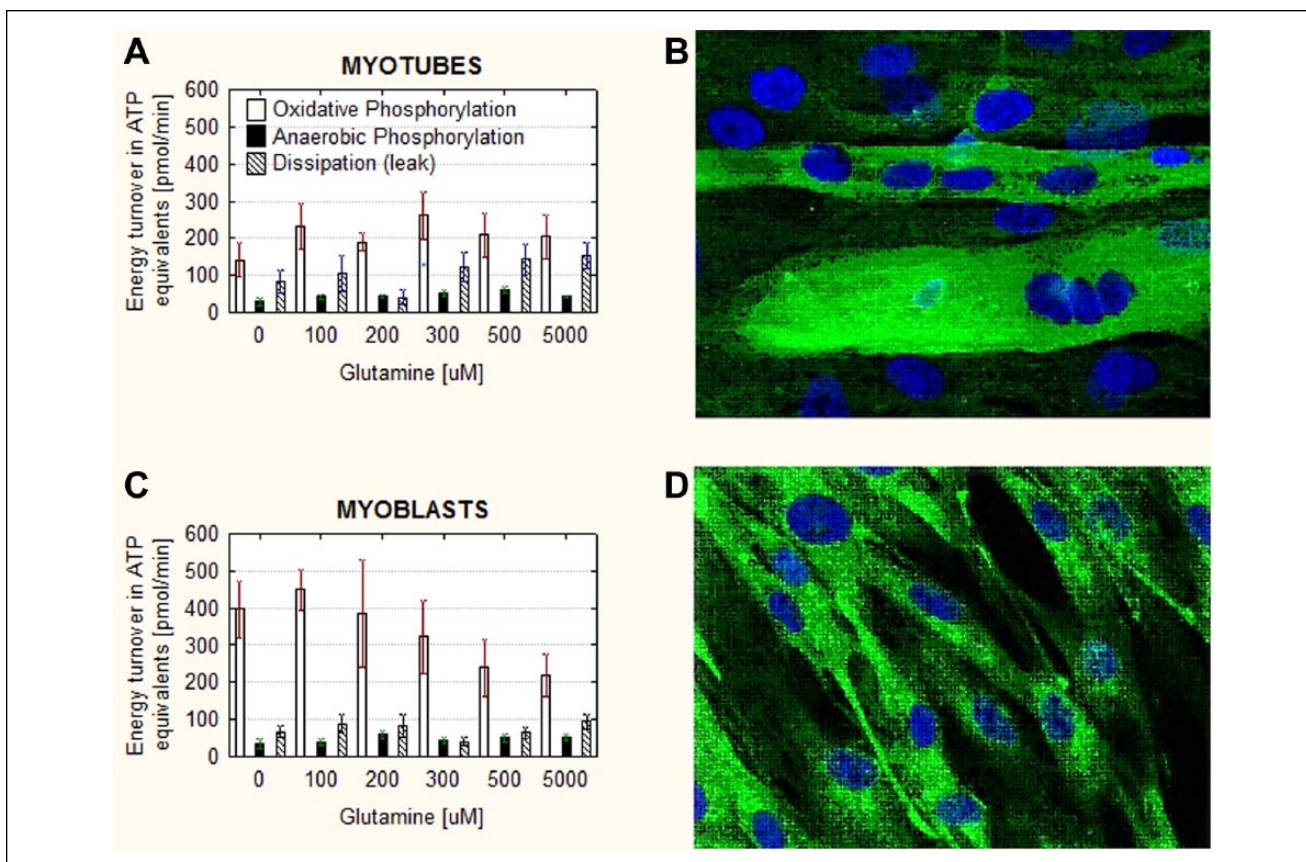 A
MYOTUBES
Energy turnover in ATP
equivalents [pmol/min]
600
500
400
300
200
100
0
Oxidative Phosphorylation
Anaerobic Phosphorylation
Dissipation (leak)
0 100 200 300 500 5000
Glutamine [uM]
B
C
MYOBLASTS
Energy turnover in ATP
equivalents [pmol/min]
600
500
400
300
200
100
0
0 100 200 300 500 5000
Glutamine [uM]
D